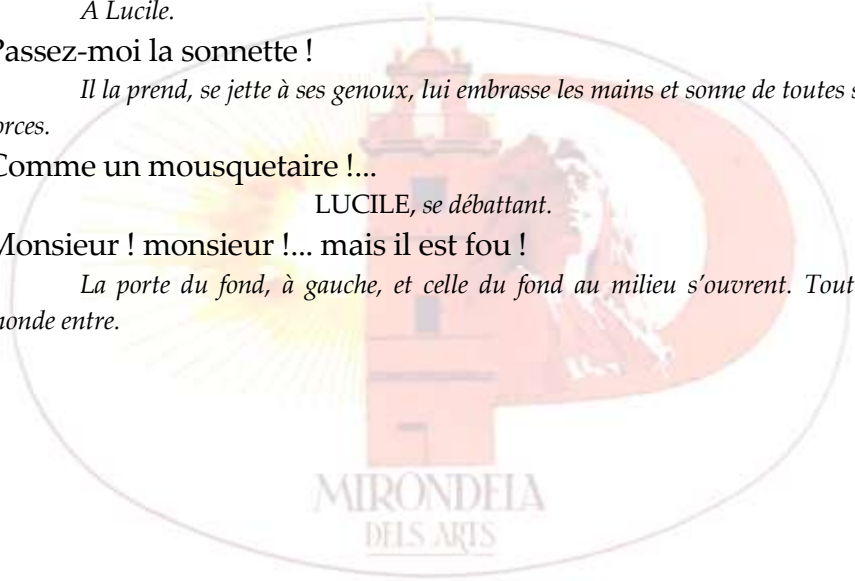 A Lucile.
Passez-moi la sonnette !
Il la prend, se jette à ses genoux, lui embrasse les mains et sonne de toutes
orces.
Comme un mousquetaire !...
LUCILE, se débattant.
Monsieur ! monsieur !... mais il est fou !
La porte du fond, à gauche, et celle du fond au milieu s’ouvrent. Tout
monde entre.
MIRONDELA
DELS ARTS